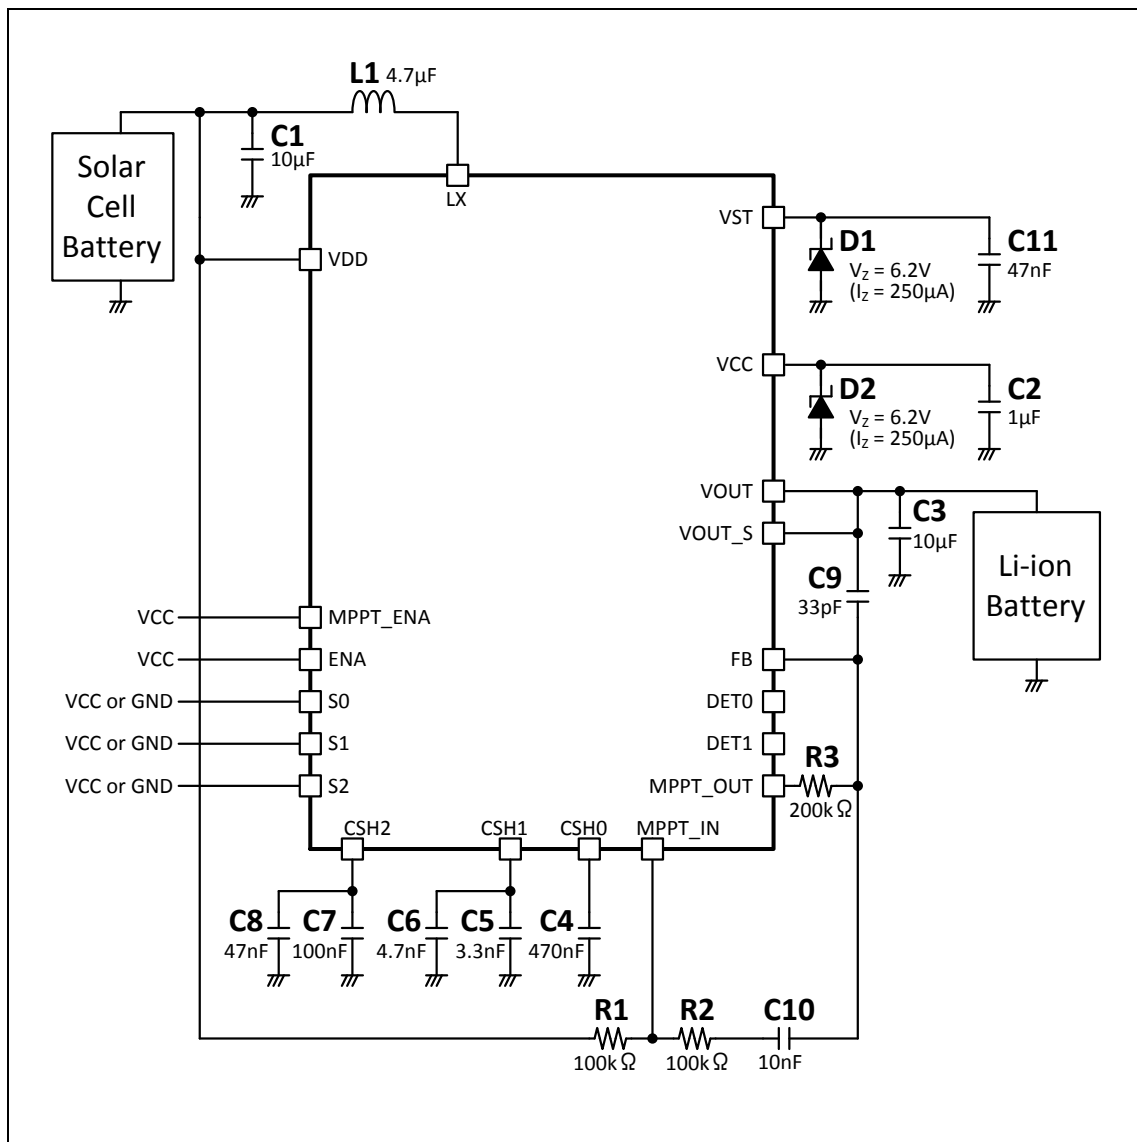 L1 4.7µF
C1
10µF
Solar
Cell
Battery
LX
VST
D1
VZ = 6.2V
(IZ = 250µA)
C11
47nF
VDD
VCC
D2
VZ = 6.2V
(IZ = 250µA)
C2
1µF
VOUT
VOUT_S
C3
10µF
C9
33pF
Li-ion
Battery
VCC
MPPT_ENA
VCC
ENA
FB
VCC or GND
S0
DET0
VCC or GND
S1
DET1
VCC or GND
S2
MPPT_OUT
R3
200kΩ
CSH2
CSH1
CSH0
MPPT_IN
C8
47nF
C7
100nF
C6
4.7nF
C5
3.3nF
C4
470nF
R1
100kΩ
R2
100kΩ
C10
10nF